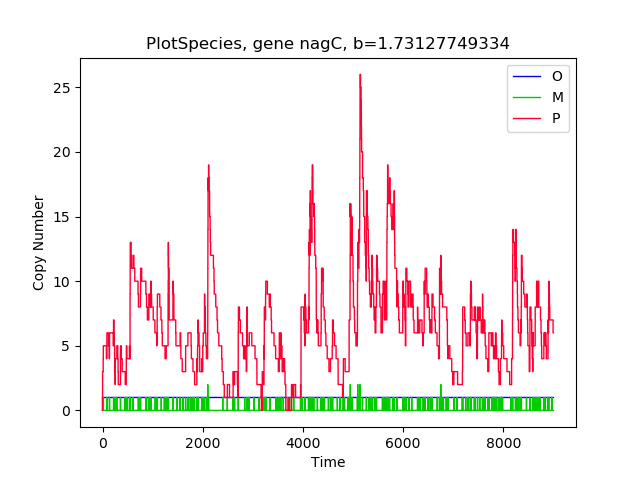 PlotSpecies, gene nagC, b=1.73127749334
O
M
P
25
20
15
10
5
0
Copy Number
0 2000 4000 6000 8000
Time